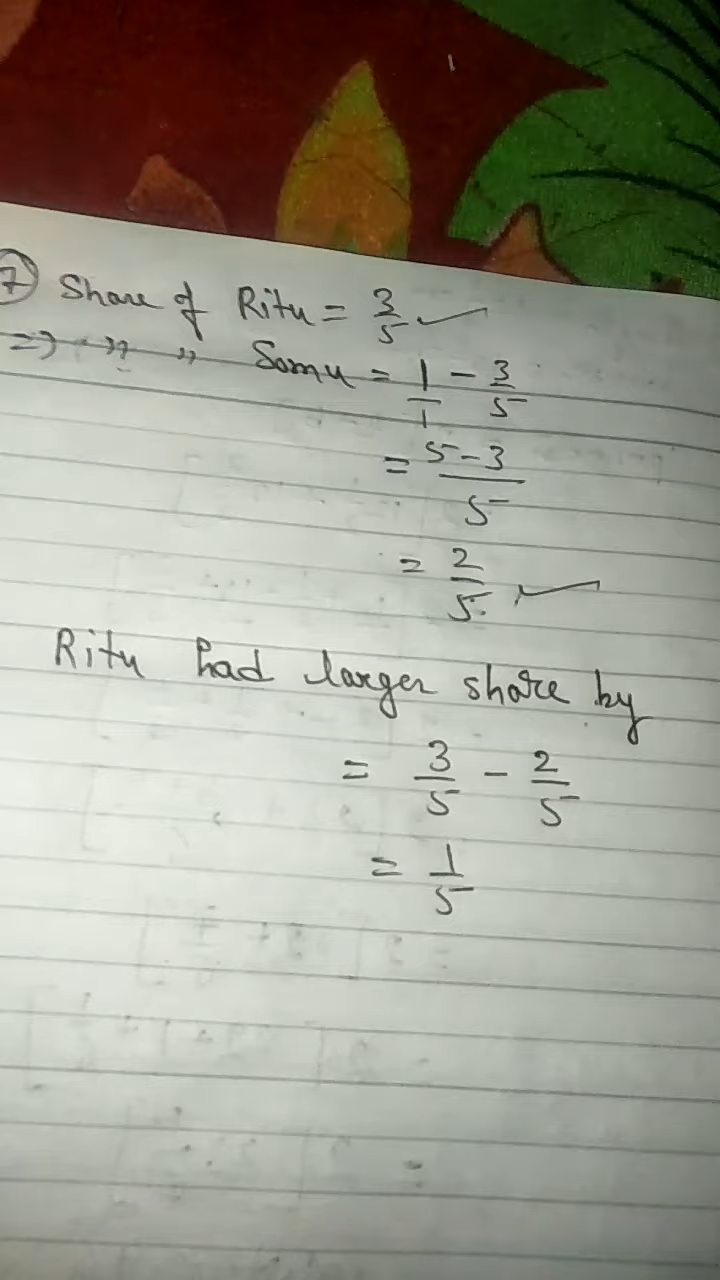 7 Share of Ritu = 3/5 ✓
=> ,, ,, Somu = 1/1 - 3/5
= 5-3/5
= 2/5 ✓
Ritu had larger share by
= 3/5 - 2/5
= 1/5